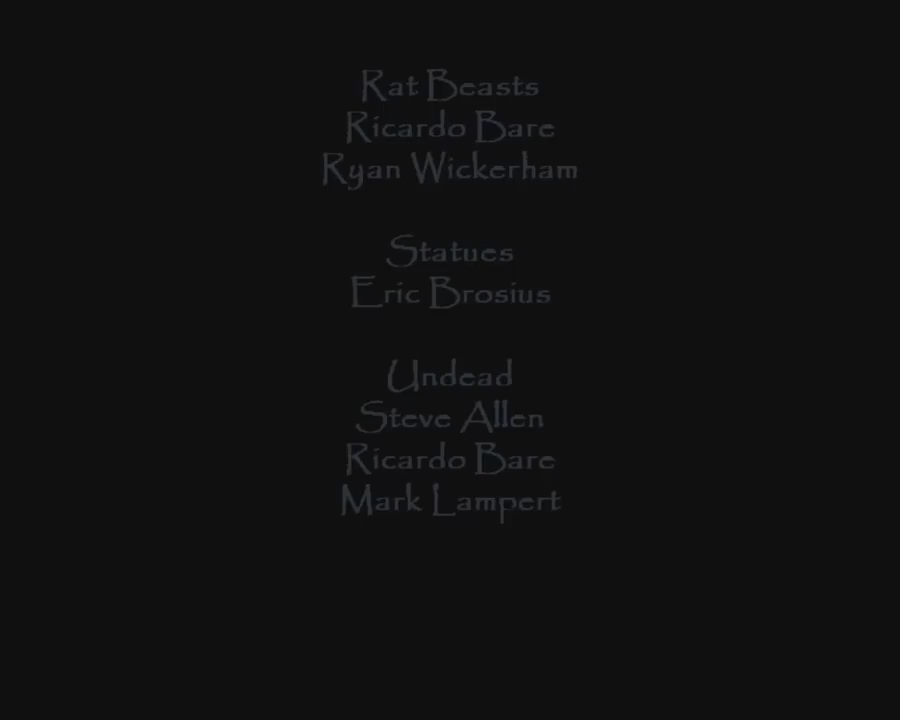 Rat Beasts
Ricardo Bare
Ryan Wickerham
Statues
Eric Brosius
Undead
Steve Allen
Ricardo Bare
Mark Lampert